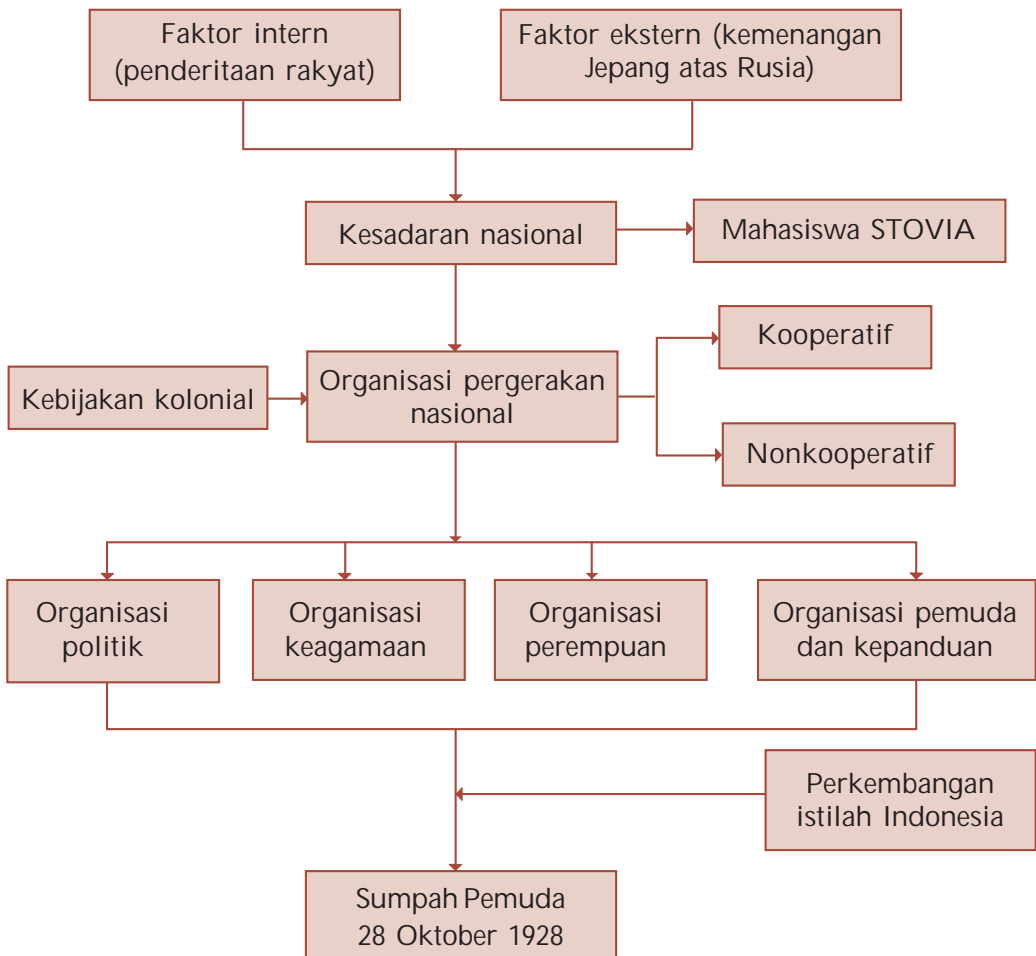 Faktor intern
(penderitaan rakyat)
Faktor ekstern (kemenangan
Jepang atas Rusia)
Kesadaran nasional
Mahasiswa STOVIA
Kooperatif
Kebijakan kolonial
Organisasi pergerakan
nasional
Nonkooperatif
Organisasi
politik
Organisasi
keagamaan
Organisasi
perempuan
Organisasi pemuda
dan kepanduan
Perkembangan
istilah Indonesia
Sumpah Pemuda
28 Oktober 1928